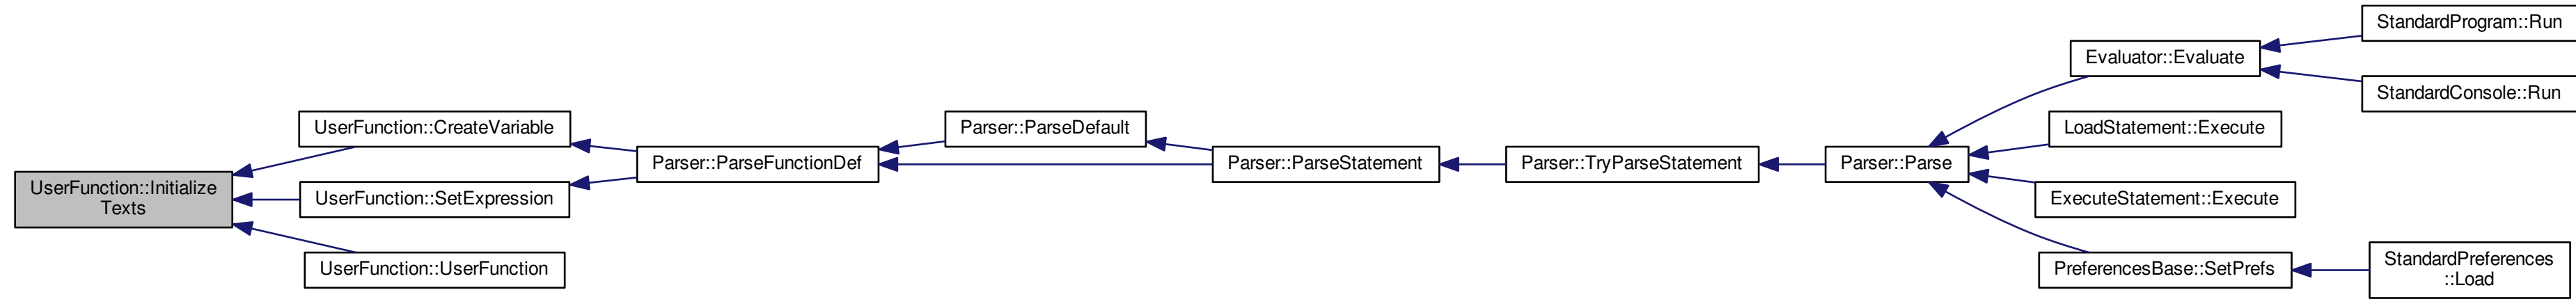 UserFunction::Initialize
Texts
UserFunction::CreateVariable
UserFunction::SetExpression
UserFunction::UserFunction
Parser::ParseFunctionDef
Parser::ParseDefault
Parser::ParseStatement
Parser::TryParseStatement
Parser::Parse
Evaluator::Evaluate
LoadStatement::Execute
ExecuteStatement::Execute
PreferencesBase::SetPrefs
StandardProgram::Run
StandardConsole::Run
StandardPreferences
::Load